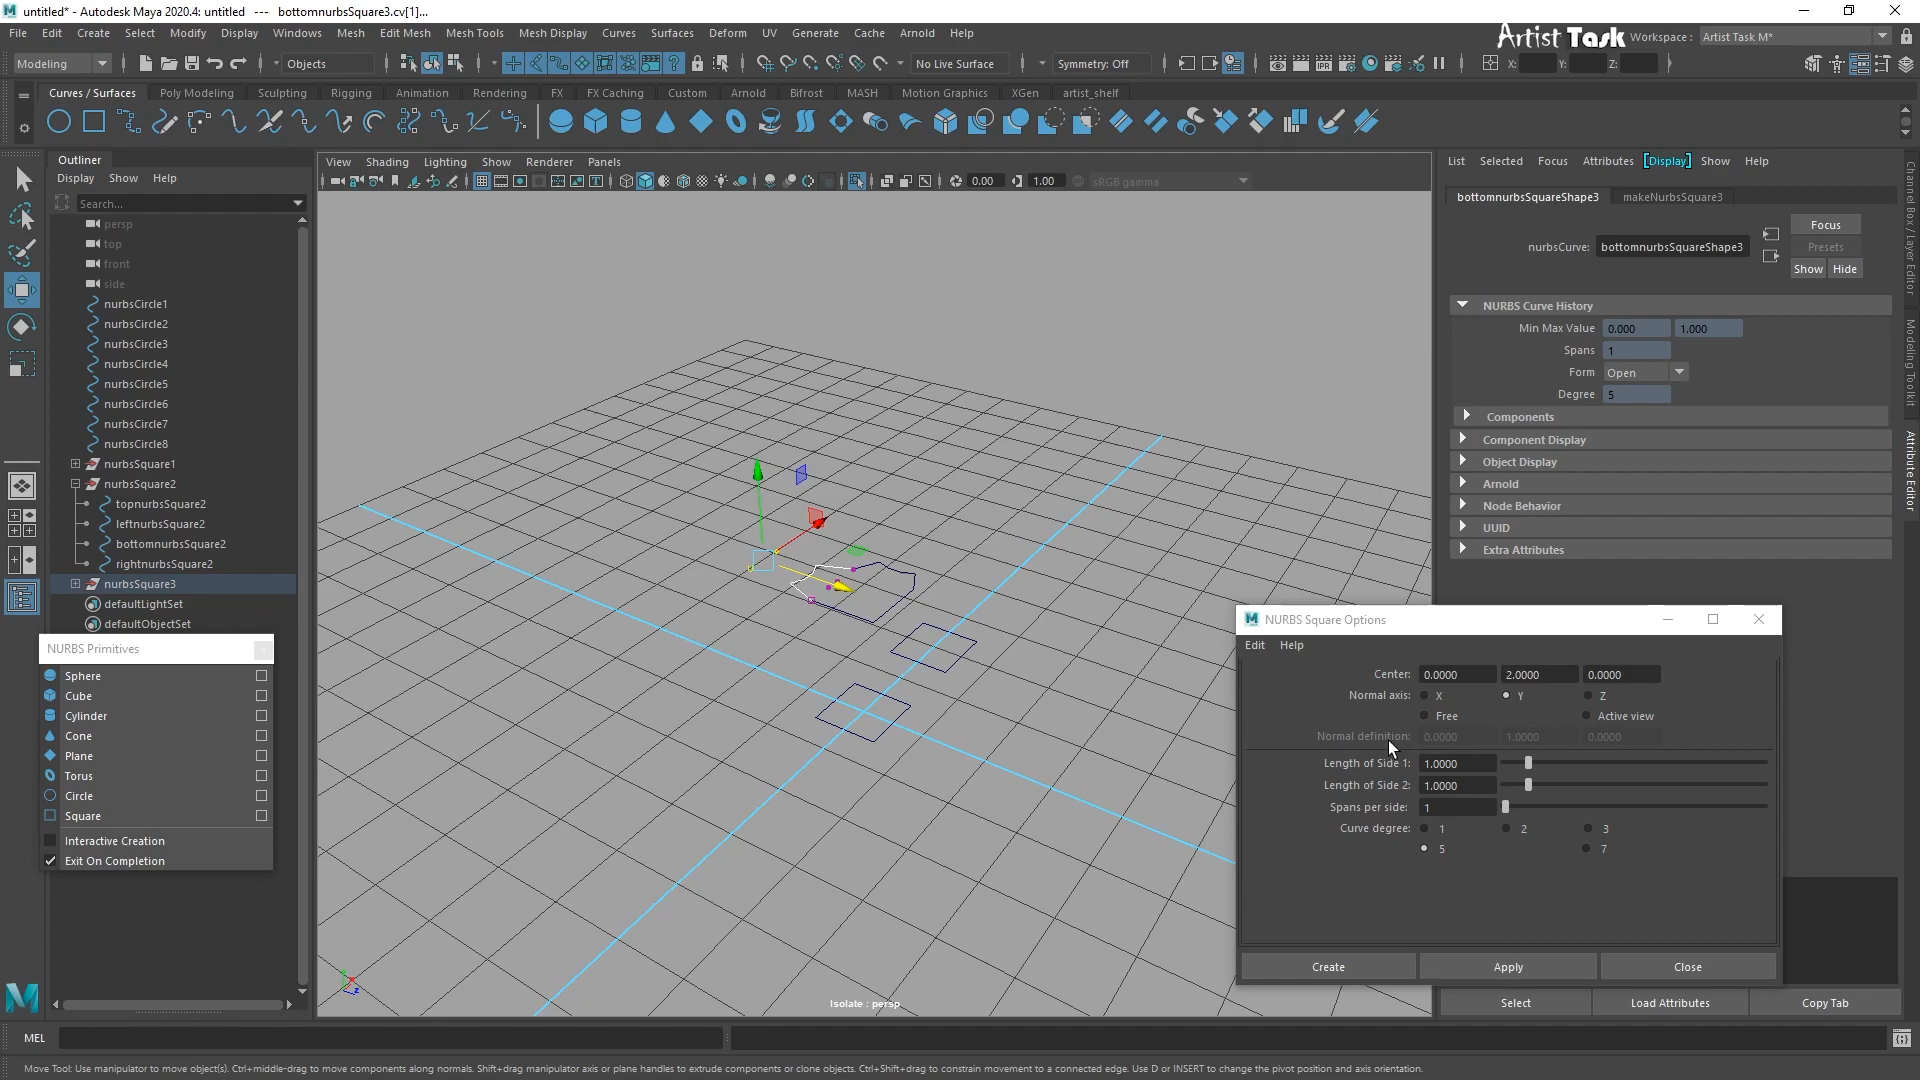 untitled* - Autodesk Maya 2020.4: untitled --- bottomnurbsSquare3.cv[1]...
File Edit Create Select Modify Display Windows Mesh Edit Mesh Mesh Tools Mesh Display Curves Surfaces Deform UV Generate Cache Arnold Help
Artist Task Workspace : Artist Task M*
Modeling Objects No Live Surface Symmetry: Off X: Y: Z:
Curves / Surfaces Poly Modeling Sculpting Rigging Animation Rendering FX FX Caching Custom Arnold Bifrost MASH Motion Graphics XGen artist_shelf
Outliner
Display Show Help
Search...
persp
top
front
side
nurbsCircle1
nurbsCircle2
nurbsCircle3
nurbsCircle4
nurbsCircle5
nurbsCircle6
nurbsCircle7
nurbsCircle8
nurbsSquare1
nurbsSquare2
topnurbsSquare2
leftnurbsSquare2
bottomnurbsSquare2
rightnurbsSquare2
nurbsSquare3
defaultLightSet
defaultObjectSet
NURBS Primitives
Sphere
Cube
Cylinder
Cone
Plane
Torus
Circle
Square
Interactive Creation
Exit On Completion
View Shading Lighting Show Renderer Panels
0.00 1.00 sRGB gamma
Isolate : persp
List Selected Focus Attributes [Display] Show Help
bottomnurbsSquareShape3 makeNurbsSquare3
nurbsCurve: bottomnurbsSquareShape3
Focus
Presets
Show Hide
NURBS Curve History
Min Max Value 0.000 1.000
Spans 1
Form Open
Degree 5
Components
Component Display
Object Display
Arnold
Node Behavior
UUID
Extra Attributes
Channel Box / Layer Editor
Modeling Toolkit
Attribute Editor
NURBS Square Options
Edit Help
Center: 0.0000 2.0000 0.0000
Normal axis: X Y Z
Free Active view
Normal definition: 0.0000 1.0000 0.0000
Length of Side 1: 1.0000
Length of Side 2: 1.0000
Spans per side: 1
Curve degree: 1 2 3
5 7
Create Apply Close
Select Load Attributes Copy Tab
MEL
Move Tool: Use manipulator to move object(s). Ctrl+middle-drag to move components along normals. Shift+drag manipulator axis or plane handles to extrude components or clone objects. Ctrl+Shift+drag to constrain movement to a connected edge. Use D or INSERT to change the pivot position and axis orientation.